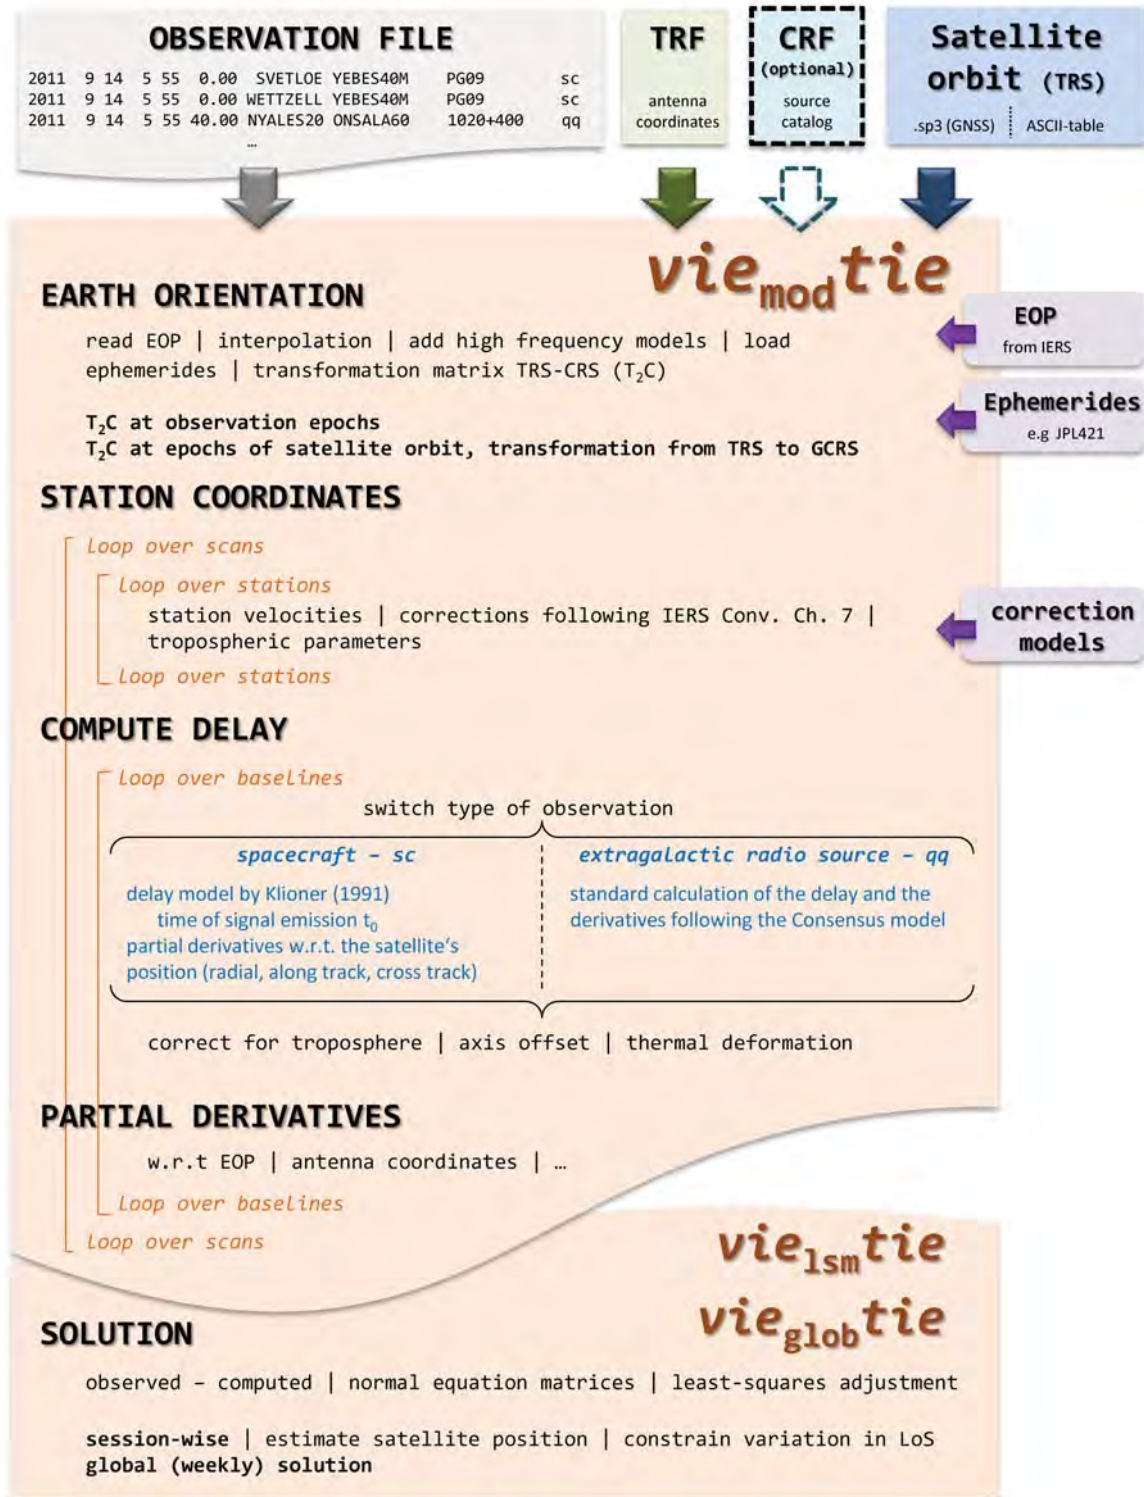 OBSERVATION FILE
2011 9 14 5 55 0.00 SVETLOE YEBES40M PG09 sc
2011 9 14 5 55 0.00 WETTZELL YEBES40M PG09 sc
2011 9 14 5 55 40.00 NYALES20 ONSALA60 1020+400 qq
…
TRF
antenna
coordinates
CRF
(optional)
source
catalog
Satellite
orbit (TRS)
.sp3 (GNSS) ASCII-table
vie_mod tie
EARTH ORIENTATION
read EOP | interpolation | add high frequency models | load
ephemerides | transformation matrix TRS-CRS (T₂C)
T₂C at observation epochs
T₂C at epochs of satellite orbit, transformation from TRS to GCRS
EOP
from IERS
Ephemerides
e.g JPL421
STATION COORDINATES
Loop over scans
Loop over stations
station velocities | corrections following IERS Conv. Ch. 7 |
tropospheric parameters
Loop over stations
correction
models
COMPUTE DELAY
Loop over baselines
switch type of observation
spacecraft – sc
delay model by Klioner (1991)
time of signal emission t₀
partial derivatives w.r.t. the satellite's
position (radial, along track, cross track)
extragalactic radio source – qq
standard calculation of the delay and the
derivatives following the Consensus model
correct for troposphere | axis offset | thermal deformation
PARTIAL DERIVATIVES
w.r.t EOP | antenna coordinates | …
Loop over baselines
Loop over scans
vie_lsm tie
vie_glob tie
SOLUTION
observed – computed | normal equation matrices | least-squares adjustment
session-wise | estimate satellite position | constrain variation in LoS
global (weekly) solution